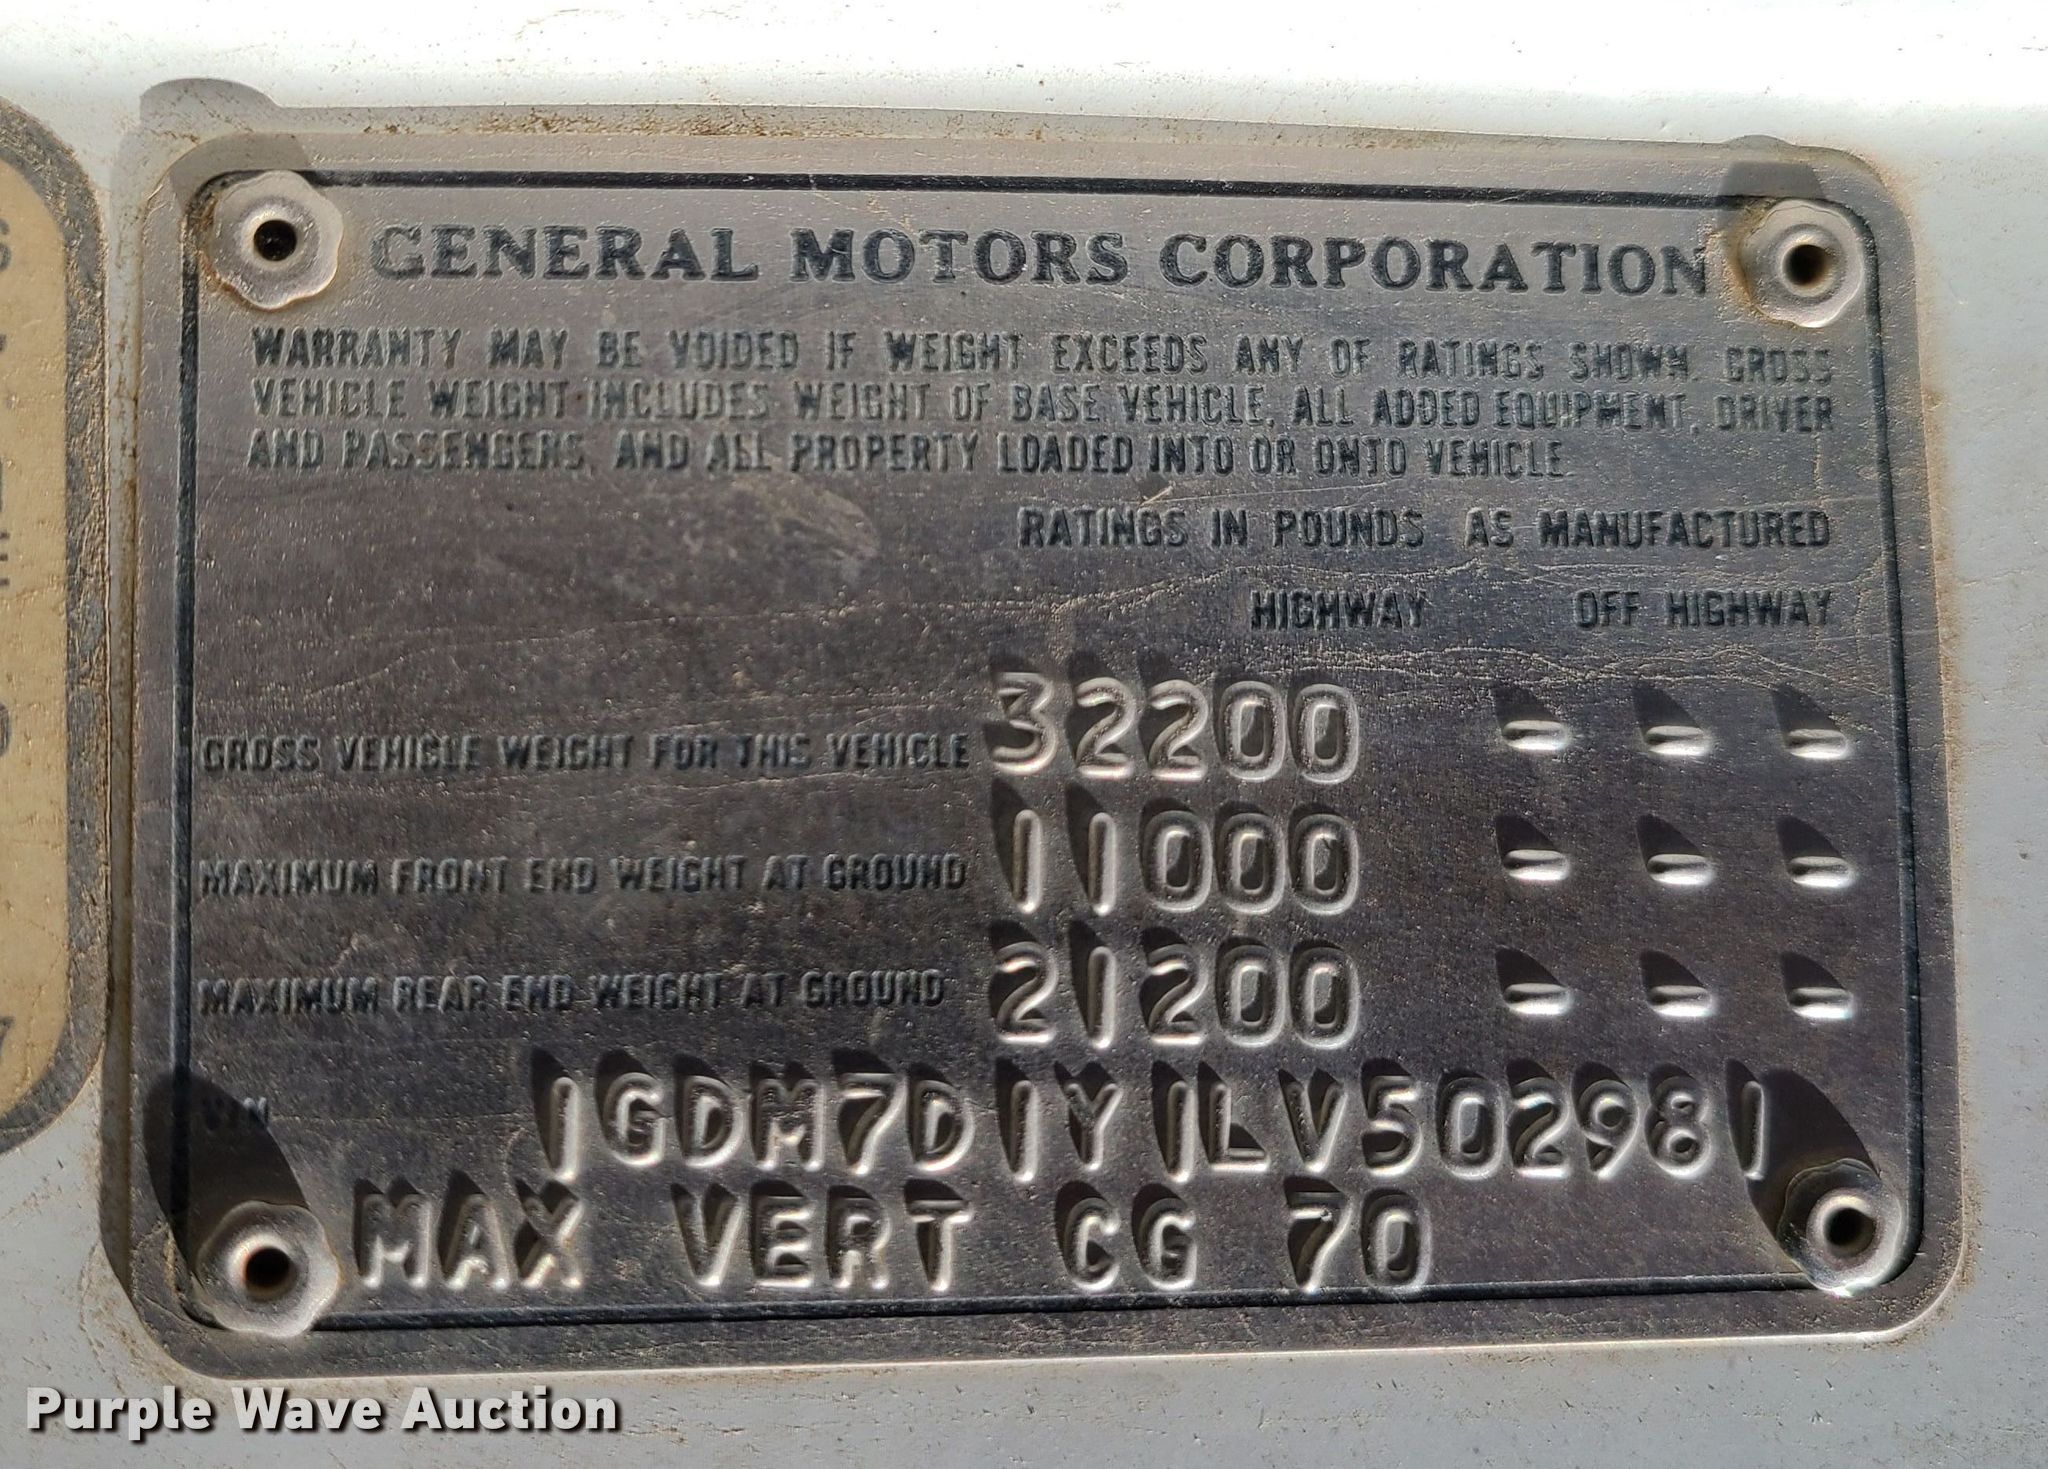 GENERAL MOTORS CORPORATION
WARRANTY MAY BE VOIDED IF WEIGHT EXCEEDS ANY OF RATINGS SHOWN. GROSS
VEHICLE WEIGHT INCLUDES WEIGHT OF BASE VEHICLE, ALL ADDED EQUIPMENT, DRIVER
AND PASSENGERS, AND ALL PROPERTY LOADED INTO OR ONTO VEHICLE
RATINGS IN POUNDS AS MANUFACTURED
HIGHWAY OFF HIGHWAY
GROSS VEHICLE WEIGHT FOR THIS VEHICLE 32200 - - -
MAXIMUM FRONT END WEIGHT AT GROUND 11000 - - -
MAXIMUM REAR END WEIGHT AT GROUND 21200 - - -
VIN 1GDM7D1Y1LV502981
MAX VERT CG 70
Purple Wave Auction